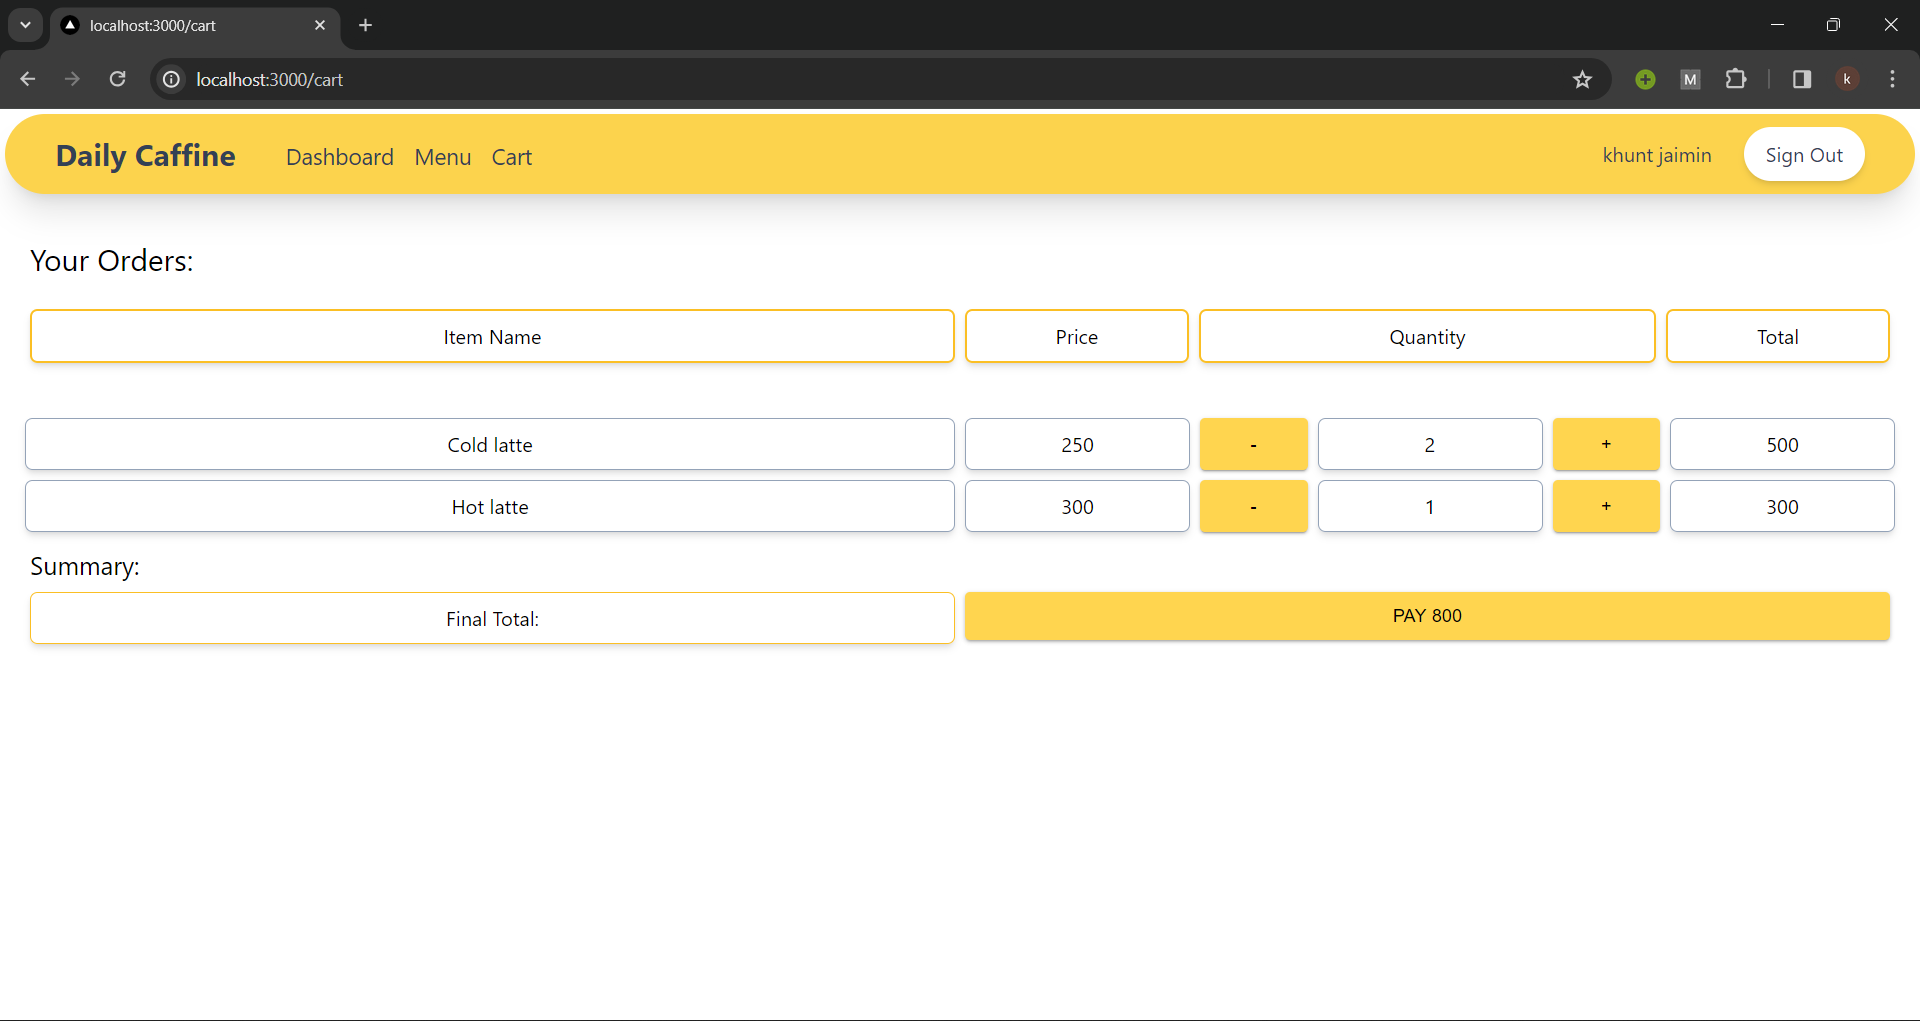 localhost:3000/cart
localhost:3000/cart
M
k
Daily Caffine Dashboard Menu Cart khunt jaimin Sign Out
Your Orders:
Item Name Price Quantity Total
Cold latte 250 - 2 + 500
Hot latte 300 - 1 + 300
Summary:
Final Total: PAY 800